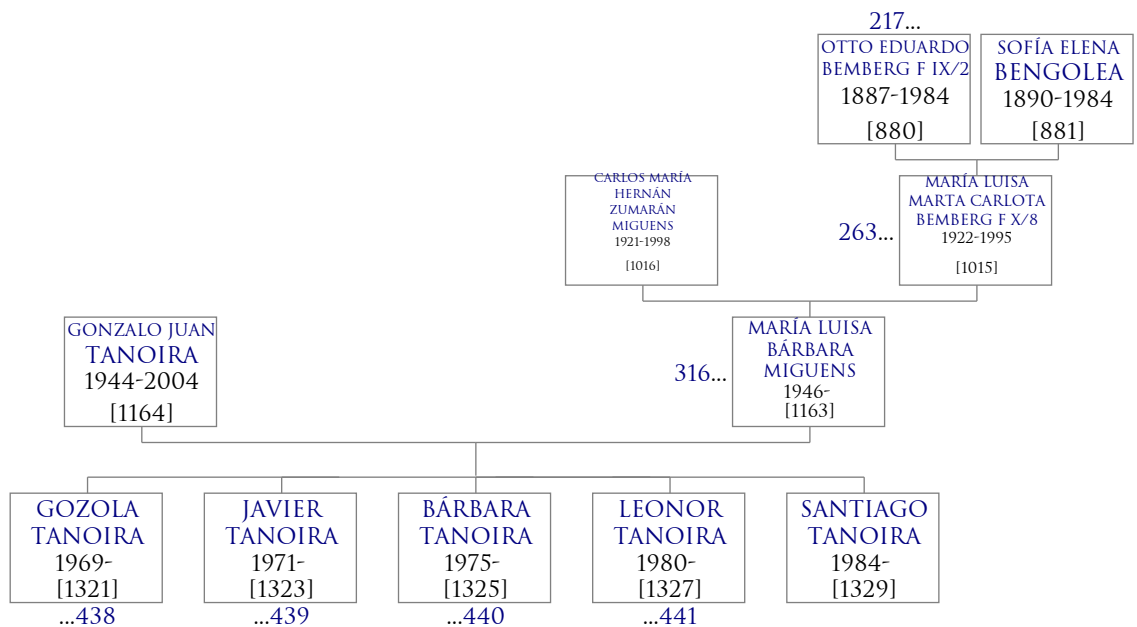 217...
OTTO EDUARDO
BEMBERG F IX/2
1887-1984
[880]
SOFÍA ELENA
BENGOLEA
1890-1984
[881]
CARLOS MARÍA
HERNÁN
ZUMARÁN
MIGUENS
1921-1998
[1016]
263...
MARÍA LUISA
MARTA CARLOTA
BEMBERG F X/8
1922-1995
[1015]
GONZALO JUAN
TANOIRA
1944-2004
[1164]
316...
MARÍA LUISA
BÁRBARA
MIGUENS
1946-
[1163]
GOZOLA
TANOIRA
1969-
[1321]
...438
JAVIER
TANOIRA
1971-
[1323]
...439
BÁRBARA
TANOIRA
1975-
[1325]
...440
LEONOR
TANOIRA
1980-
[1327]
...441
SANTIAGO
TANOIRA
1984-
[1329]